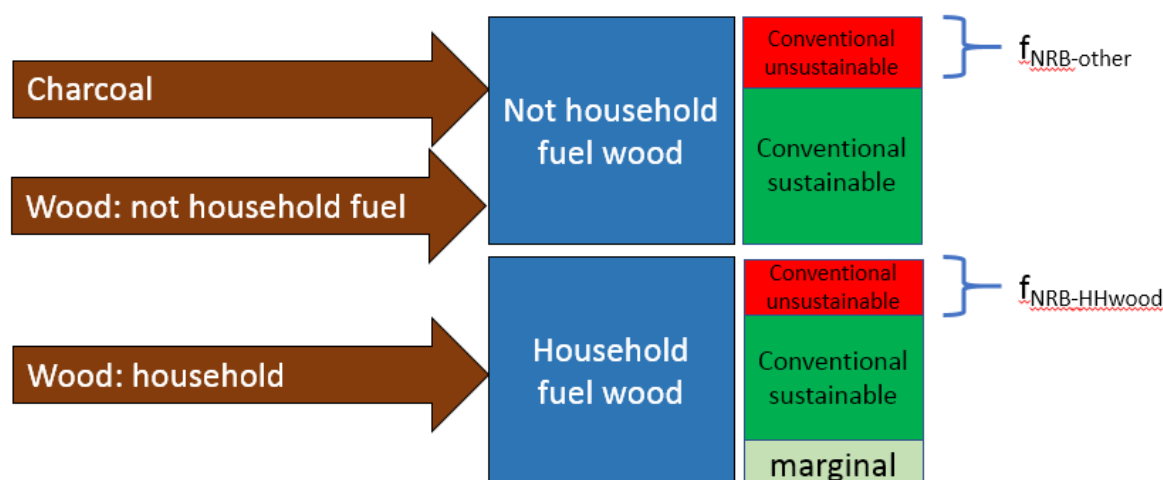 Charcoal
Wood: not household fuel
Wood: household
Not household
fuel wood
Household
fuel wood
Conventional
unsustainable
Conventional
sustainable
Conventional
unsustainable
Conventional
sustainable
marginal
fNRB-other
fNRB-HHwood